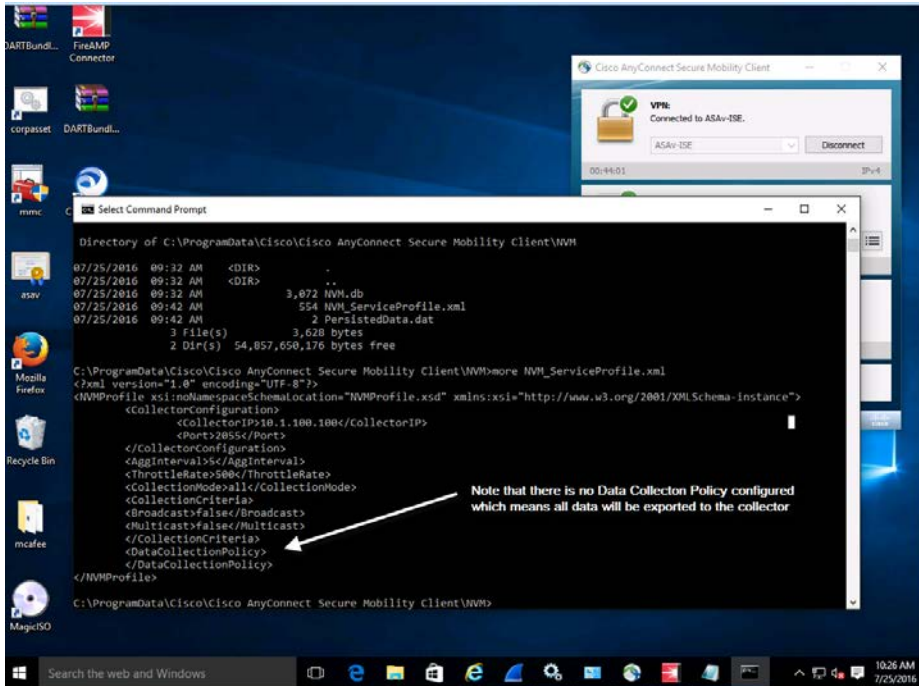 DARTBundl...
FireAMP
Connector
corpasset
DARTBundl...
mmc
asav
Mozilla
Firefox
Recycle Bin
mcafee
MagicISO
Cisco AnyConnect Secure Mobility Client
VPN:
Connected to ASAv-ISE.
ASAv-ISE
Disconnect
00:44:01
IPv4
Select Command Prompt
Directory of C:\ProgramData\Cisco\Cisco AnyConnect Secure Mobility Client\NVM
07/25/2016 09:32 AM <DIR> .
07/25/2016 09:32 AM <DIR> ..
07/25/2016 09:32 AM 3,072 NVM.db
07/25/2016 09:42 AM 554 NVM_ServiceProfile.xml
07/25/2016 09:42 AM 2 PersistedData.dat
3 File(s) 3,628 bytes
2 Dir(s) 54,857,650,176 bytes free
C:\ProgramData\Cisco\Cisco AnyConnect Secure Mobility Client\NVM>more NVM_ServiceProfile.xml
<?xml version="1.0" encoding="UTF-8"?>
<NVMProfile xsi:noNamespaceSchemaLocation="NVMProfile.xsd" xmlns:xsi="http://www.w3.org/2001/XMLSchema-instance">
<CollectorConfiguration>
<CollectorIP>10.1.100.100</CollectorIP>
<Port>2055</Port>
</CollectorConfiguration>
<AggInterval>5</AggInterval>
<ThrottleRate>500</ThrottleRate>
<CollectionMode>all</CollectionMode>
<CollectionCriteria>
<Broadcast>false</Broadcast>
<Multicast>false</Multicast>
</CollectionCriteria>
<DataCollectionPolicy>
</DataCollectionPolicy>
</NVMProfile>
Note that there is no Data Collecton Policy configured
which means all data will be exported to the collector
C:\ProgramData\Cisco\Cisco AnyConnect Secure Mobility Client\NVM>
Search the web and Windows
10:26 AM
7/25/2016